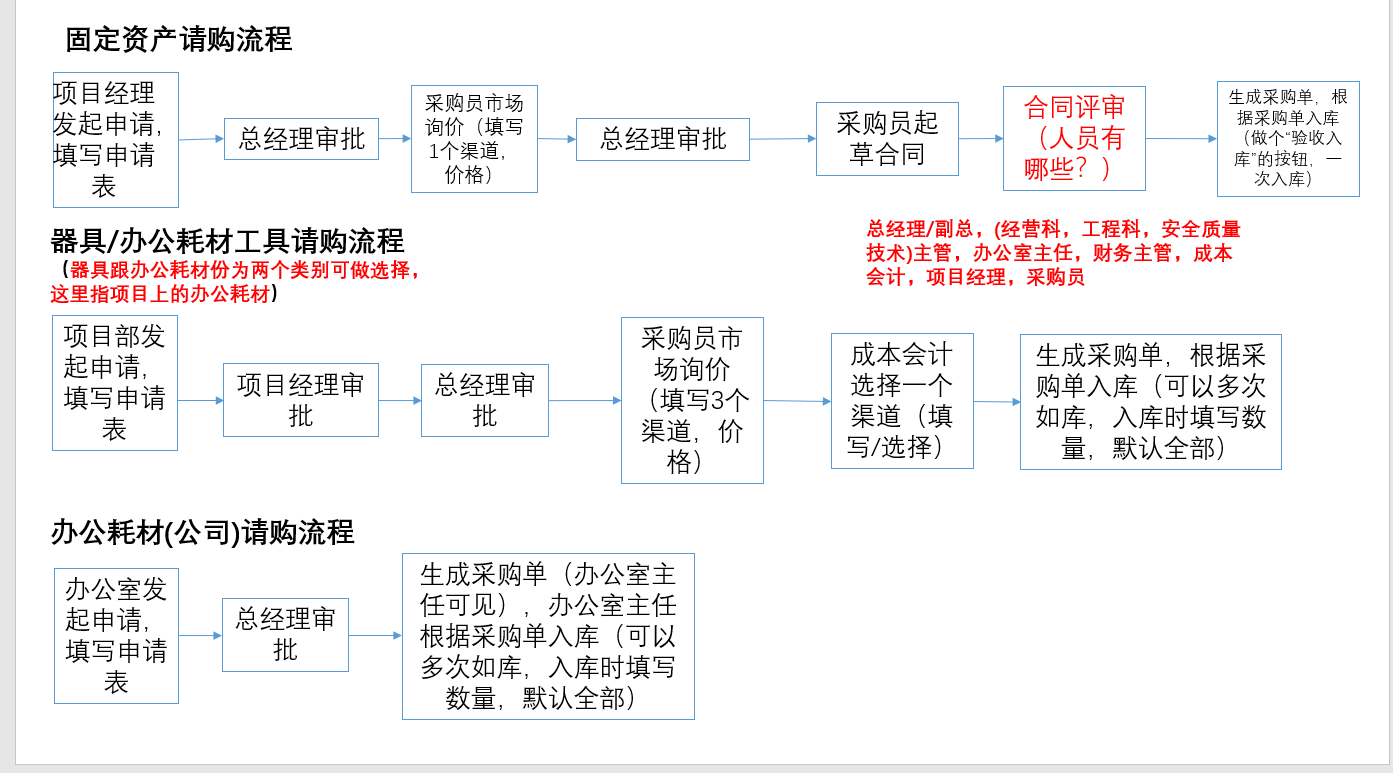 固定资产请购流程
项目经理
发起申请，
填写申请
表
总经理审批
采购员市场
询价（填写
1个渠道，
价格）
总经理审批
采购员起
草合同
合同评审
（人员有
哪些？）
生成采购单，根
据采购单入库
（做个“验收入
库”的按钮，一
次入库）
总经理/副总，(经营科，工程科，安全质量
技术)主管，办公室主任，财务主管，成本
会计，项目经理，采购员
器具/办公耗材工具请购流程
（器具跟办公耗材份为两个类别可做选择，
这里指项目上的办公耗材）
项目部发
起申请，
填写申请
表
项目经理审
批
总经理审
批
采购员市
场询价
（填写3个
渠道，价
格）
成本会计
选择一个
渠道（填
写/选择）
生成采购单，根据采
购单入库（可以多次
如库，入库时填写数
量，默认全部）
办公耗材(公司)请购流程
办公室发
起申请，
填写申请
表
总经理审
批
生成采购单（办公室主
任可见），办公室主任
根据采购单入库（可以
多次如库，入库时填写
数量，默认全部）